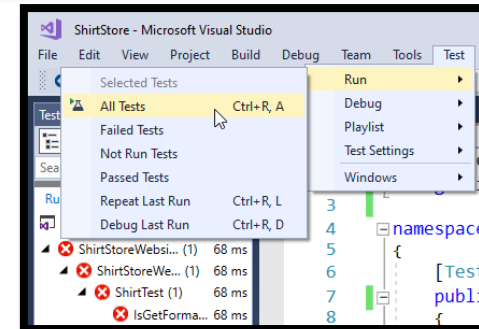 ShirtStore - Microsoft Visual Studio
File Edit View Project Build Debug Team Tools Test
Selected Tests
All Tests Ctrl+R, A
Failed Tests
Not Run Tests
Passed Tests
Repeat Last Run Ctrl+R, L
Debug Last Run Ctrl+R, D
Run
Debug
Playlist
Test Settings
Windows
Test
Sea
Ru
ShirtStoreWebsi... (1) 68 ms
ShirtStoreWe... (1) 68 ms
ShirtTest (1) 68 ms
IsGetForma... 68 ms
3
4 namespace
5 {
6 [Tes
7 publi
8 {